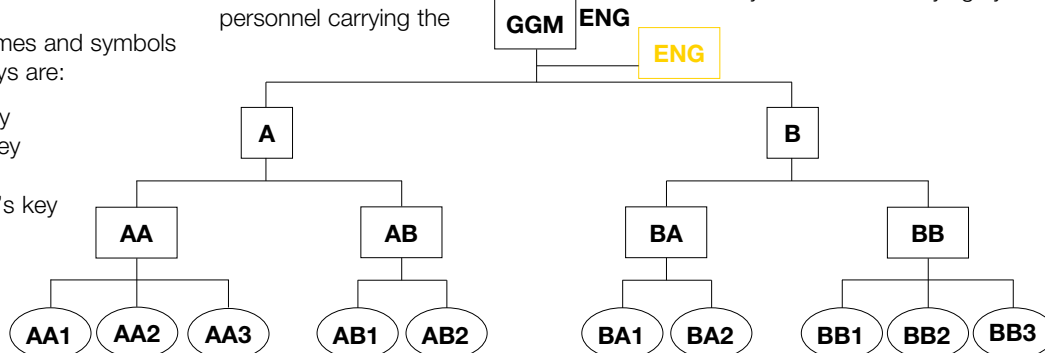 personnel carrying the
mes and symbols
ys are:
y
ey
's key
GGM ENG
ENG
A B
AA AB BA BB
AA1 AA2 AA3 AB1 AB2 BA1 BA2 BB1 BB2 BB3